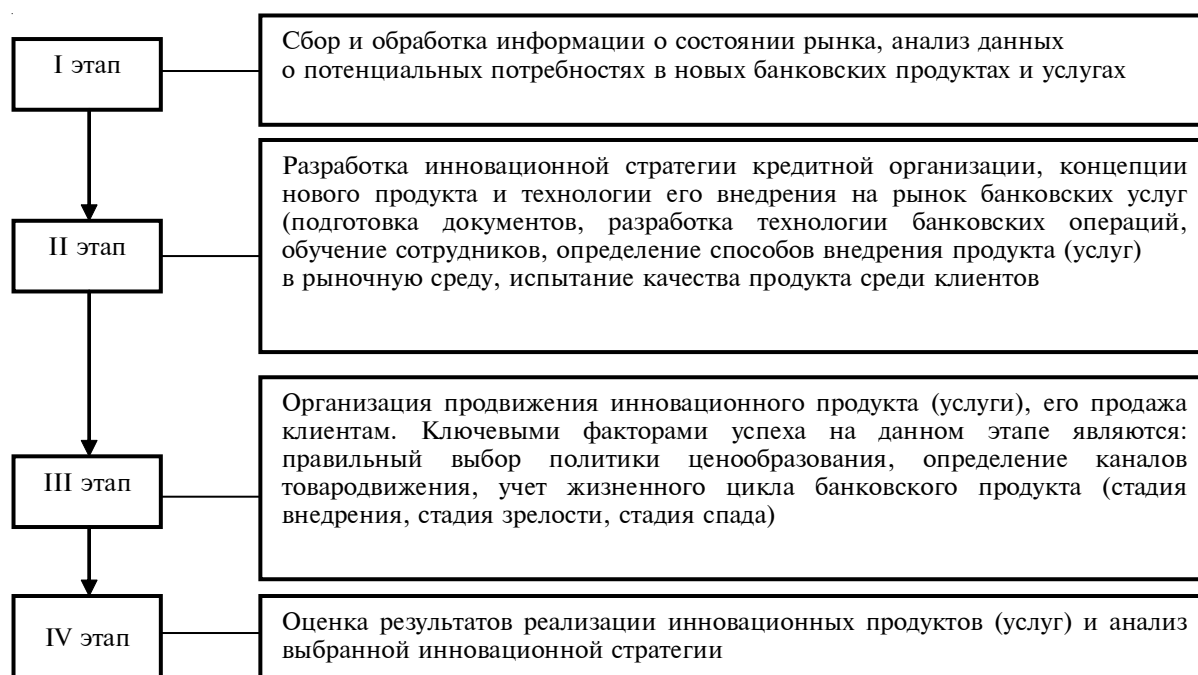 I этап
Сбор и обработка информации о состоянии рынка, анализ данных
о потенциальных потребностях в новых банковских продуктах и услугах
II этап
Разработка инновационной стратегии кредитной организации, концепции
нового продукта и технологии его внедрения на рынок банковских услуг
(подготовка документов, разработка технологии банковских операций,
обучение сотрудников, определение способов внедрения продукта (услуг)
в рыночную среду, испытание качества продукта среди клиентов
III этап
Организация продвижения инновационного продукта (услуги), его продажа
клиентам. Ключевыми факторами успеха на данном этапе являются:
правильный выбор политики ценообразования, определение каналов
товародвижения, учет жизненного цикла банковского продукта (стадия
внедрения, стадия зрелости, стадия спада)
IV этап
Оценка результатов реализации инновационных продуктов (услуг) и анализ
выбранной инновационной стратегии